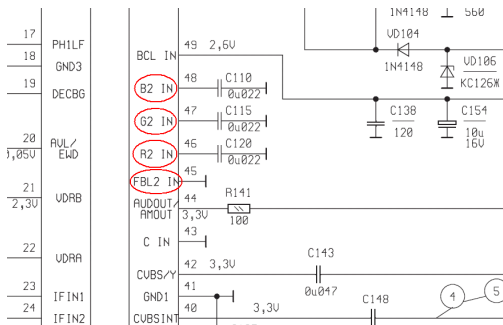 1N4148
560
VD104
1N4148
VD106
KC126Ж
17
PH1LF
18
GND3
19
DECBG
20
AVL/
EWD
21
VDRB
2,3V
22
VDRA
23
IFIN1
24
IFIN2
BCL IN
49
2,6V
B2 IN
48
C110
0u022
G2 IN
47
C115
0u022
R2 IN
46
C120
0u022
FBL2 IN
45
AUDOUT/
AMOUT
44
3,3V
R141
100
C IN
43
CVBS/Y
42
3,3V
C143
0u047
GND1
41
CVBSINT
40
3,3V
C148
C138
120
C154
10u
16V
4
5